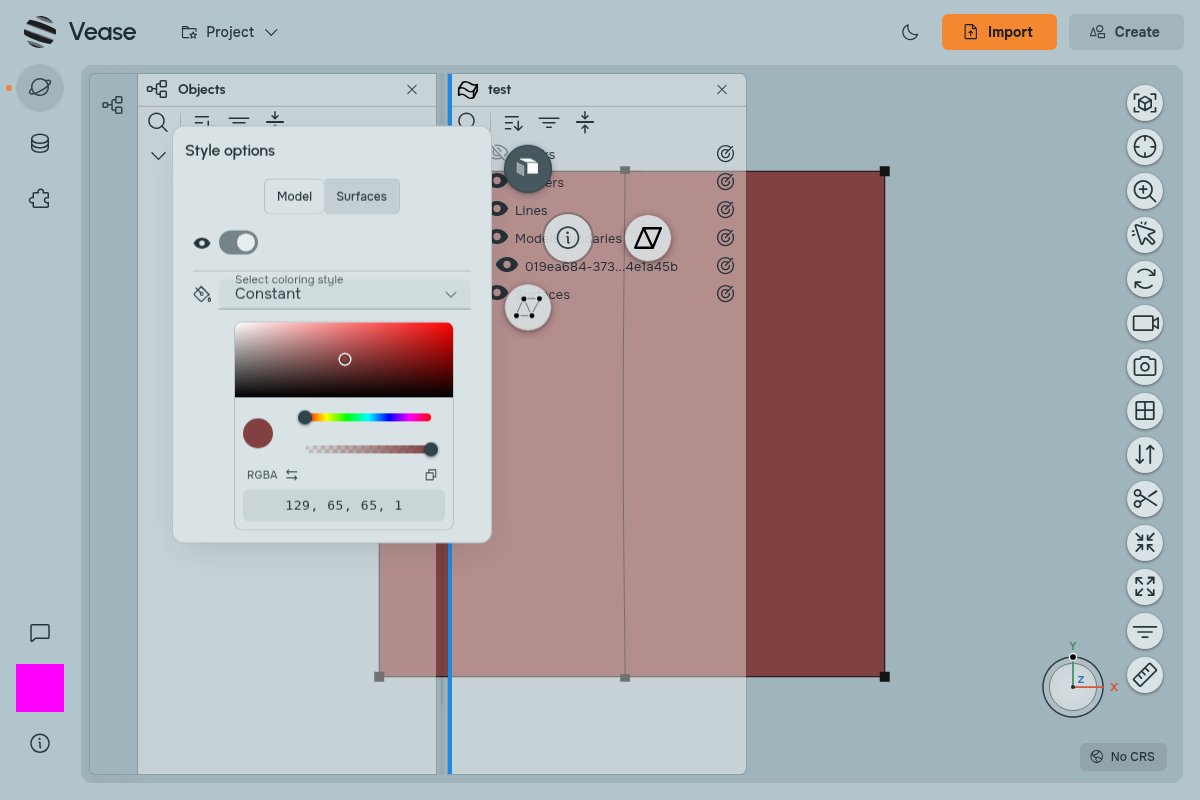 Vease
Project
Import
Create
Objects
test
Style options
Model
Surfaces
Lines
Select coloring style
Constant
019ea684-373...4e1a45b
RGBA
129, 65, 65, 1
Y
Z
X
No CRS